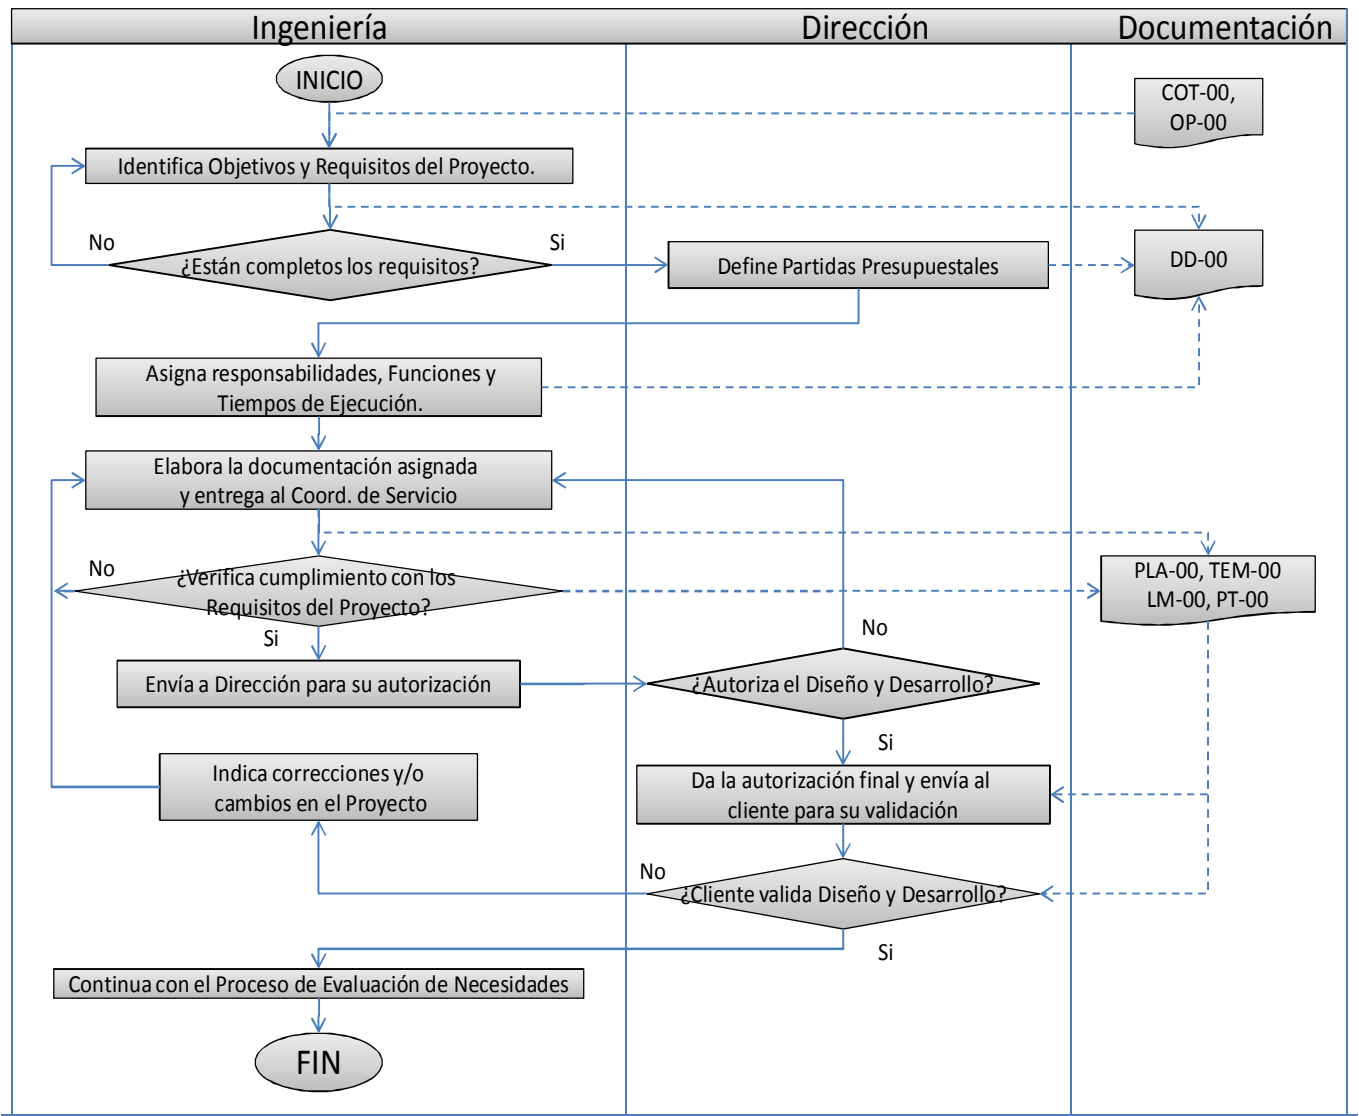 Ingeniería
Dirección
Documentación
INICIO
COT-00,
OP-00
Identifica Objetivos y Requisitos del Proyecto.
No
¿Están completos los requisitos?
Si
Define Partidas Presupuestales
DD-00
Asigna responsabilidades, Funciones y
Tiempos de Ejecución.
Elabora la documentación asignada
y entrega al Coord. de Servicio
No
¿Verifica cumplimiento con los
Requisitos del Proyecto?
Si
PLA-00, TEM-00
LM-00, PT-00
Envía a Dirección para su autorización
No
¿Autoriza el Diseño y Desarrollo?
Si
Indica correcciones y/o
cambios en el Proyecto
Da la autorización final y envía al
cliente para su validación
No
¿Cliente valida Diseño y Desarrollo?
Si
Continua con el Proceso de Evaluación de Necesidades
FIN